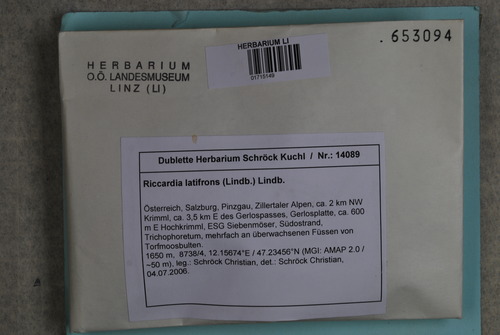 HERBARIUM
O.Ö. LANDESMUSEUM
LINZ (LI)
HERBARIUM LI
01715149
. 653094
Dublette Herbarium Schröck Kuchl / Nr.: 14089
Riccardia latifrons (Lindb.) Lindb.
Österreich, Salzburg, Pinzgau, Zillertaler Alpen, ca. 2 km NW
Krimml, ca. 3,5 km E des Gerlospasses, Gerlosplatte, ca. 600
m E Hochkrimml, ESG Siebenmöser, Südostrand,
Trichophoretum, mehrfach an überwachsenen Füssen von
Torfmoosbulten.
1650 m, 8738/4, 12.15674°E / 47.23456°N (MGI: AMAP 2.0 /
~50 m), leg.: Schröck Christian, det.: Schröck Christian,
04.07.2006.